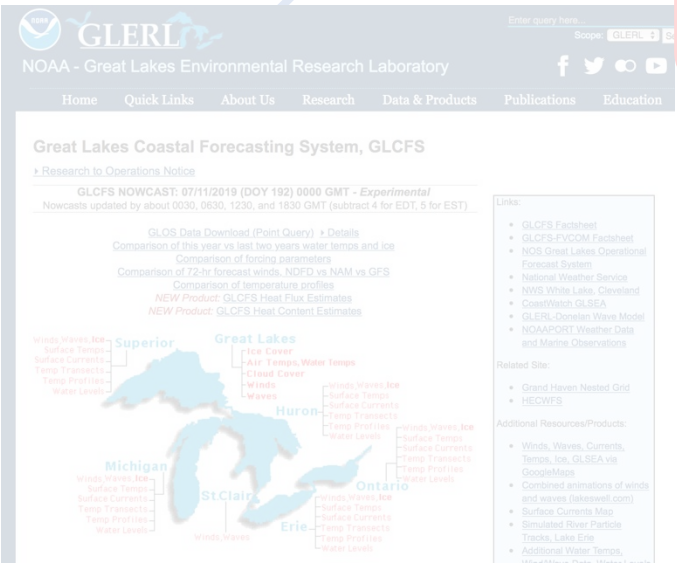 NOAA
GLERL
Enter query here...
Scope: GLERL
NOAA - Great Lakes Environmental Research Laboratory
Home Quick Links About Us Research Data & Products Publications Education
Great Lakes Coastal Forecasting System, GLCFS
Research to Operations Notice
GLCFS NOWCAST: 07/11/2019 (DOY 192) 0000 GMT - Experimental
Nowcasts updated by about 0030, 0630, 1230, and 1830 GMT (subtract 4 for EDT, 5 for EST)
GLOS Data Download (Point Query) Details
Comparison of this year vs last two years water temps and ice
Comparison of forcing parameters
Comparison of 72-hr forecast winds, NDFD vs NAM vs GFS
Comparison of temperature profiles
NEW Product: GLCFS Heat Flux Estimates
NEW Product: GLCFS Heat Content Estimates
Superior
Winds,Waves,Ice
Surface Temps
Surface Currents
Temp Transects
Temp Profiles
Water Levels
Great Lakes
Ice Cover
Air Temps,Water Temps
Cloud Cover
Winds
Waves
Huron
Winds,Waves,Ice
Surface Temps
Surface Currents
Temp Transects
Temp Profiles
Water Levels
Ontario
Winds,Waves,Ice
Surface Temps
Surface Currents
Temp Transects
Temp Profiles
Water Levels
Michigan
Winds,Waves,Ice
Surface Temps
Surface Currents
Temp Transects
Temp Profiles
Water Levels
St Clair
Winds,Waves
Erie
Winds,Waves,Ice
Surface Temps
Surface Currents
Temp Transects
Temp Profiles
Water Levels
Links:
GLCFS Factsheet
GLCFS-FVCOM Factsheet
NOS Great Lakes Operational
Forecast System
National Weather Service
NWS White Lake, Cleveland
CoastWatch GLSEA
GLERL-Donelan Wave Model
NOAAPORT Weather Data
and Marine Observations
Related Site:
Grand Haven Nested Grid
HECWFS
Additional Resources/Products:
Winds, Waves, Currents,
Temps, Ice, GLSEA via
GoogleMaps
Combined animations of winds
and waves (lakeswell.com)
Surface Currents Map
Simulated River Particle
Tracks, Lake Erie
Additional Water Temps,
Wind/Wave Data, Water Levels